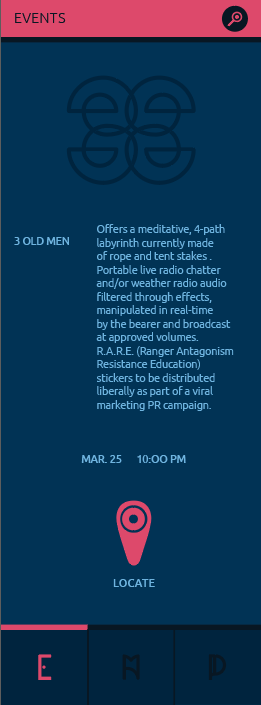 EVENTS
3 OLD MEN
Offers a meditative, 4-path
labyrinth currently made
of rope and tent stakes .
Portable live radio chatter
and/or weather radio audio
filtered through effects,
manipulated in real-time
by the bearer and broadcast
at approved volumes.
R.A.R.E. (Ranger Antagonism
Resistance Education)
stickers to be distributed
liberally as part of a viral
marketing PR campaign.
MAR. 25 10:00 PM
LOCATE
E M P